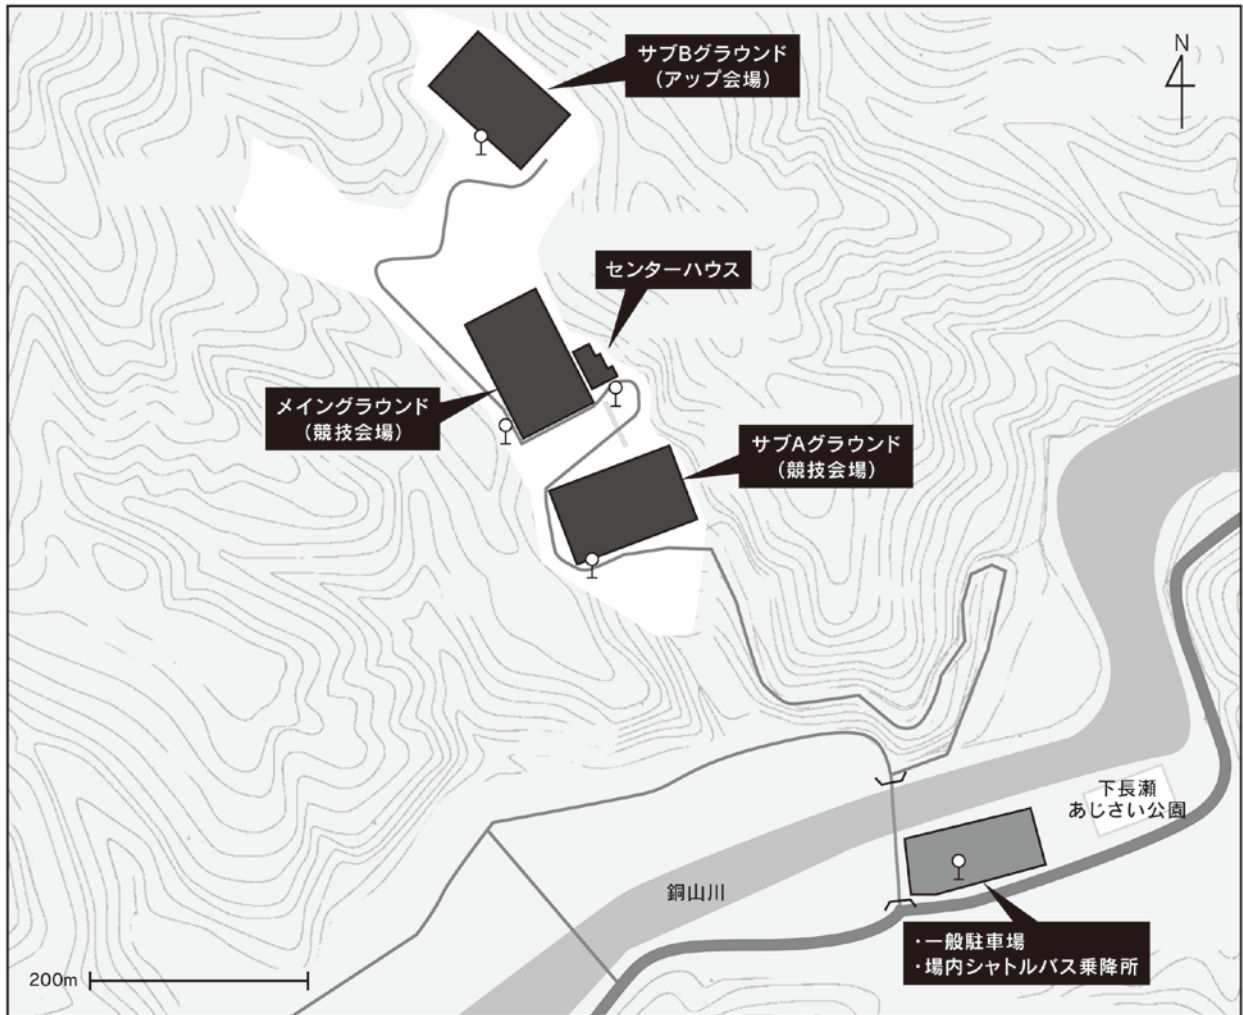 サブBグラウンド
(アップ会場)
N
センターハウス
メイングラウンド
(競技会場)
サブAグラウンド
(競技会場)
下長瀬
あじさい公園
銅山川
・一般駐車場
・場内シャトルバス乗降所
200m